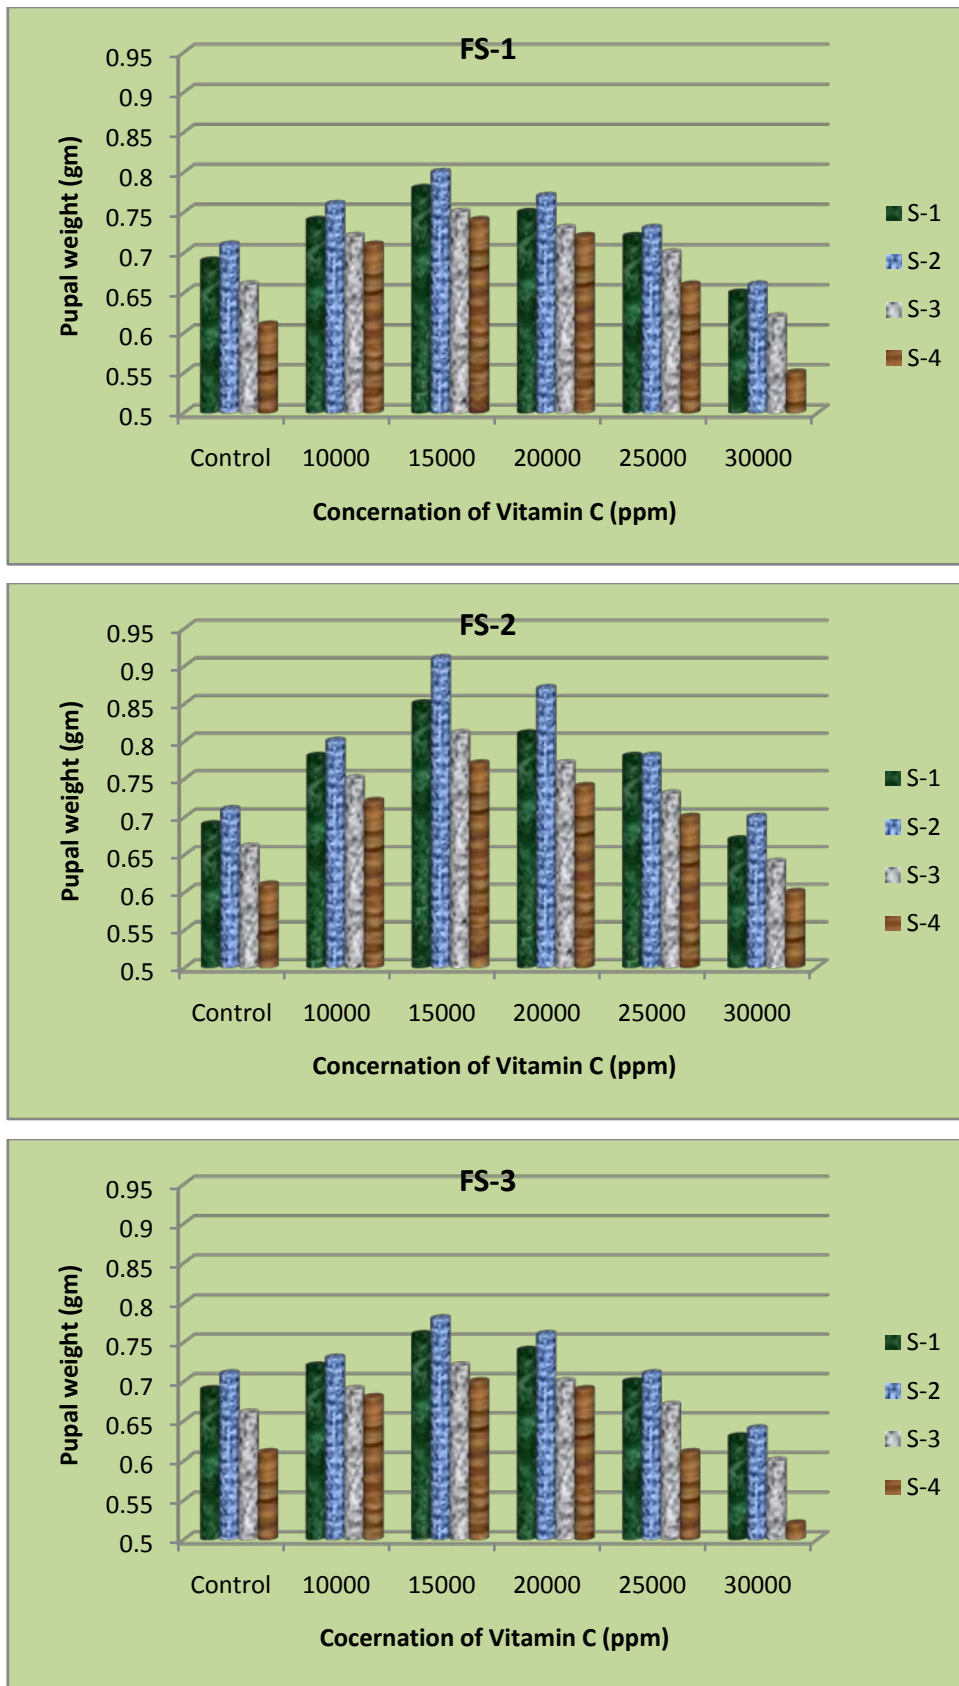 FS-1
0.95
0.9
0.85
0.8
0.75
0.7
0.65
0.6
0.55
0.5
Pupal weight (gm)
Control 10000 15000 20000 25000 30000
Concernation of Vitamin C (ppm)
S-1
S-2
S-3
S-4
FS-2
0.95
0.9
0.85
0.8
0.75
0.7
0.65
0.6
0.55
0.5
Pupal weight (gm)
Control 10000 15000 20000 25000 30000
Concernation of Vitamin C (ppm)
S-1
S-2
S-3
S-4
FS-3
0.95
0.9
0.85
0.8
0.75
0.7
0.65
0.6
0.55
0.5
Pupal weight (gm)
Control 10000 15000 20000 25000 30000
Cocernation of Vitamin C (ppm)
S-1
S-2
S-3
S-4